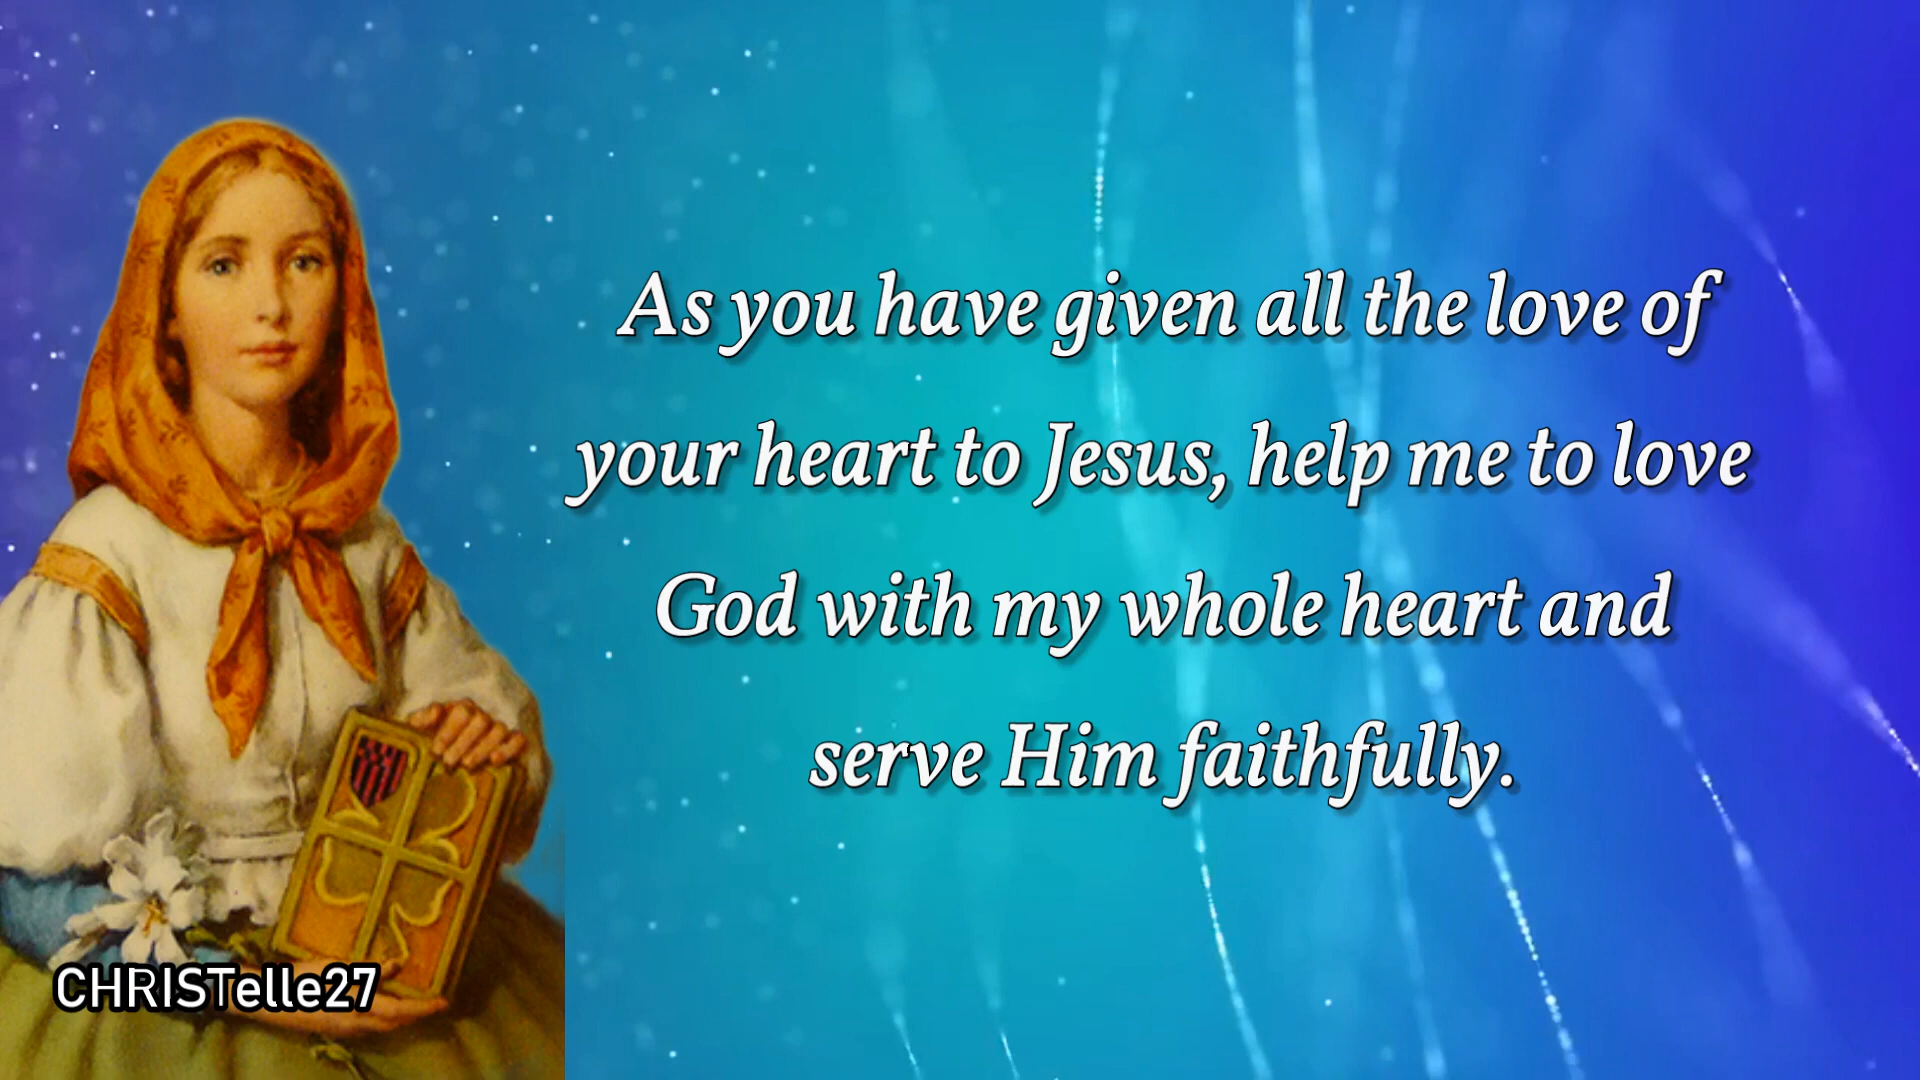 As you have given all the love of
your heart to Jesus, help me to love
God with my whole heart and
serve Him faithfully.
CHRISTelle27